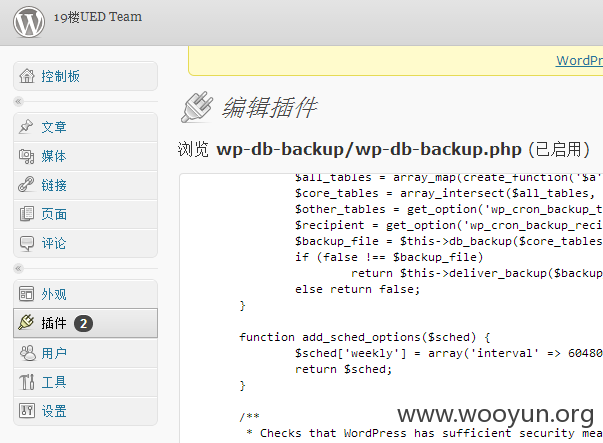 19楼UED Team
WordPr
控制板
编辑插件
文章
浏览 wp-db-backup/wp-db-backup.php (已启用)
媒体
链接
页面
评论
外观
插件 2
用户
工具
设置
$all_tables = array_map(create_function('$a'
$core_tables = array_intersect($all_tables,
$other_tables = get_option('wp_cron_backup_t
$recipient = get_option('wp_cron_backup_reci
$backup_file = $this->db_backup($core_tables
if (false !== $backup_file)
return $this->deliver_backup($backup
else return false;
}
function add_sched_options($sched) {
$sched['weekly'] = array('interval' => 60480
return $sched;
}
/**
* Checks that WordPress has sufficient security mea
www.wooyun.org